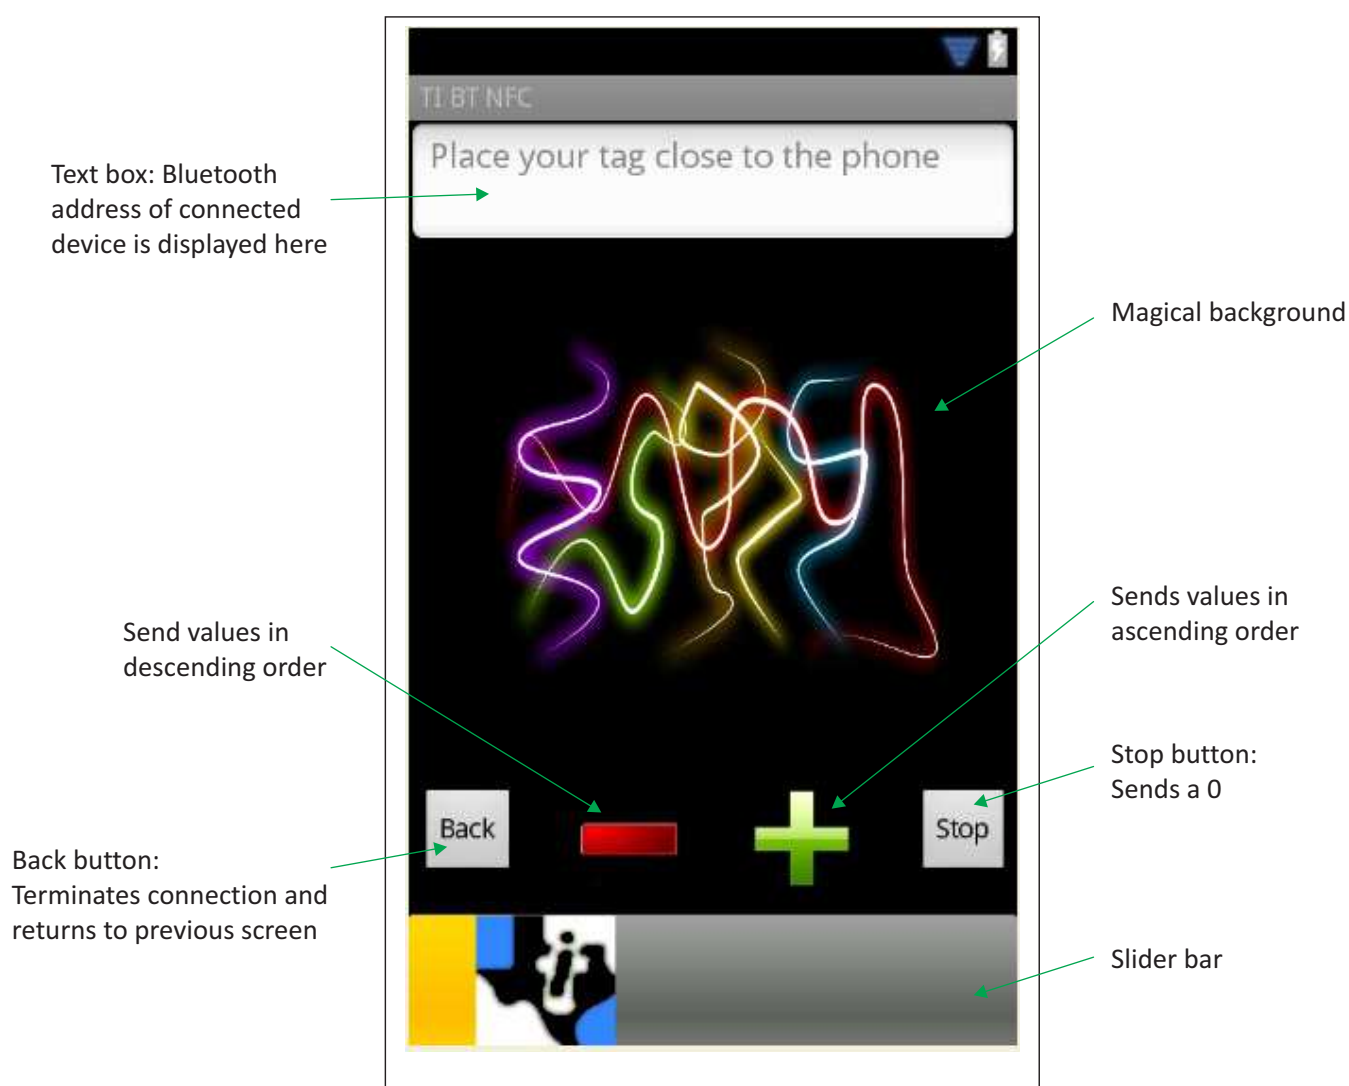 TI BT NFC
Place your tag close to the phone
Text box: Bluetooth
address of connected
device is displayed here
Magical background
Sends values in
ascending order
Send values in
descending order
Stop button:
Sends a 0
Back
Stop
Back button:
Terminates connection and
returns to previous screen
Slider bar